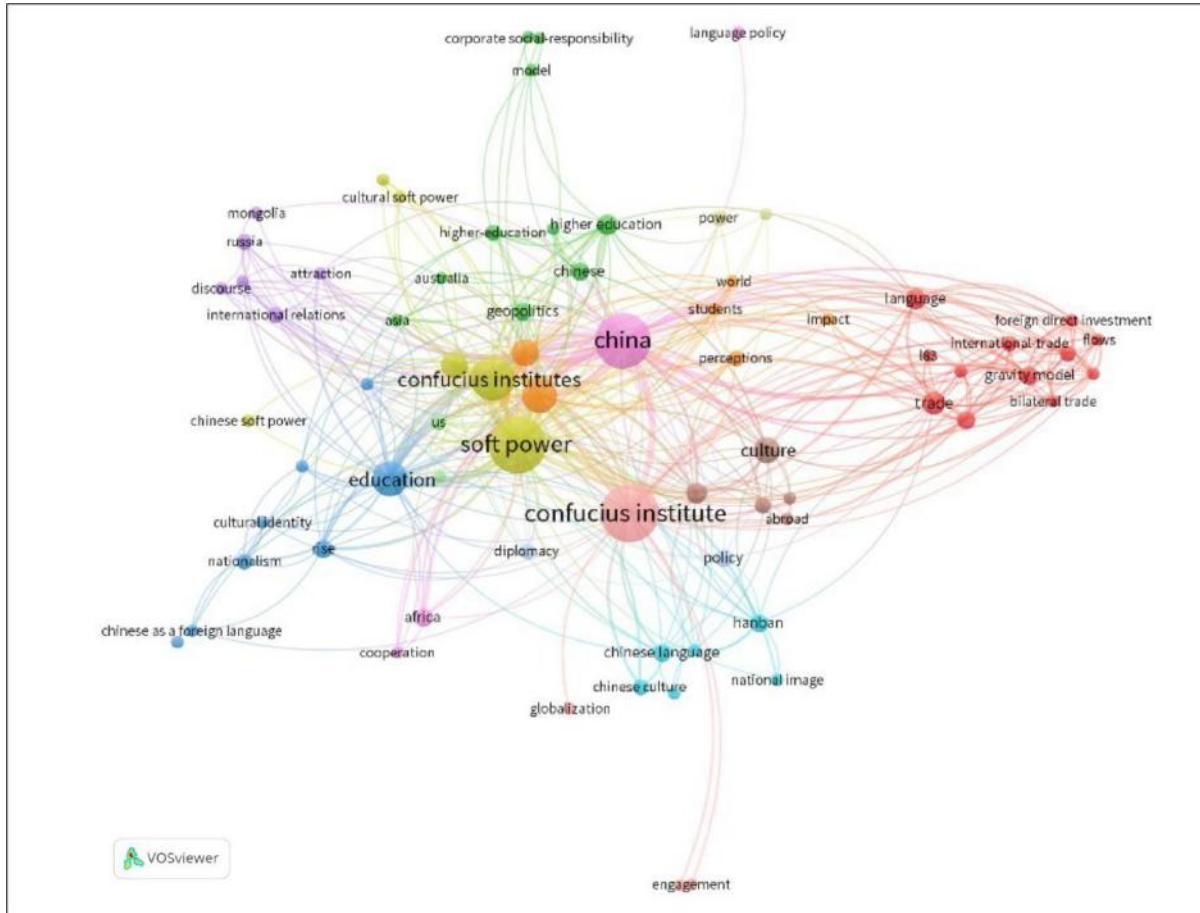 corporate social-responsibility
language policy
model
cultural soft power
mongolia
power
higher education
higher-education
russia
attraction
chinese
australia
world
discourse
language
international relations
geopolitics
students
asia
impact
foreign direct investment
china
international-trade
flows
perceptions
confucius institutes
gravity model
trade
bilateral trade
chinese soft power
us
soft power
culture
education
confucius institute
abroad
cultural identity
rise
diplomacy
policy
nationalism
africa
hanban
chinese as a foreign language
cooperation
chinese language
national image
chinese culture
globalization
VOSviewer
engagement